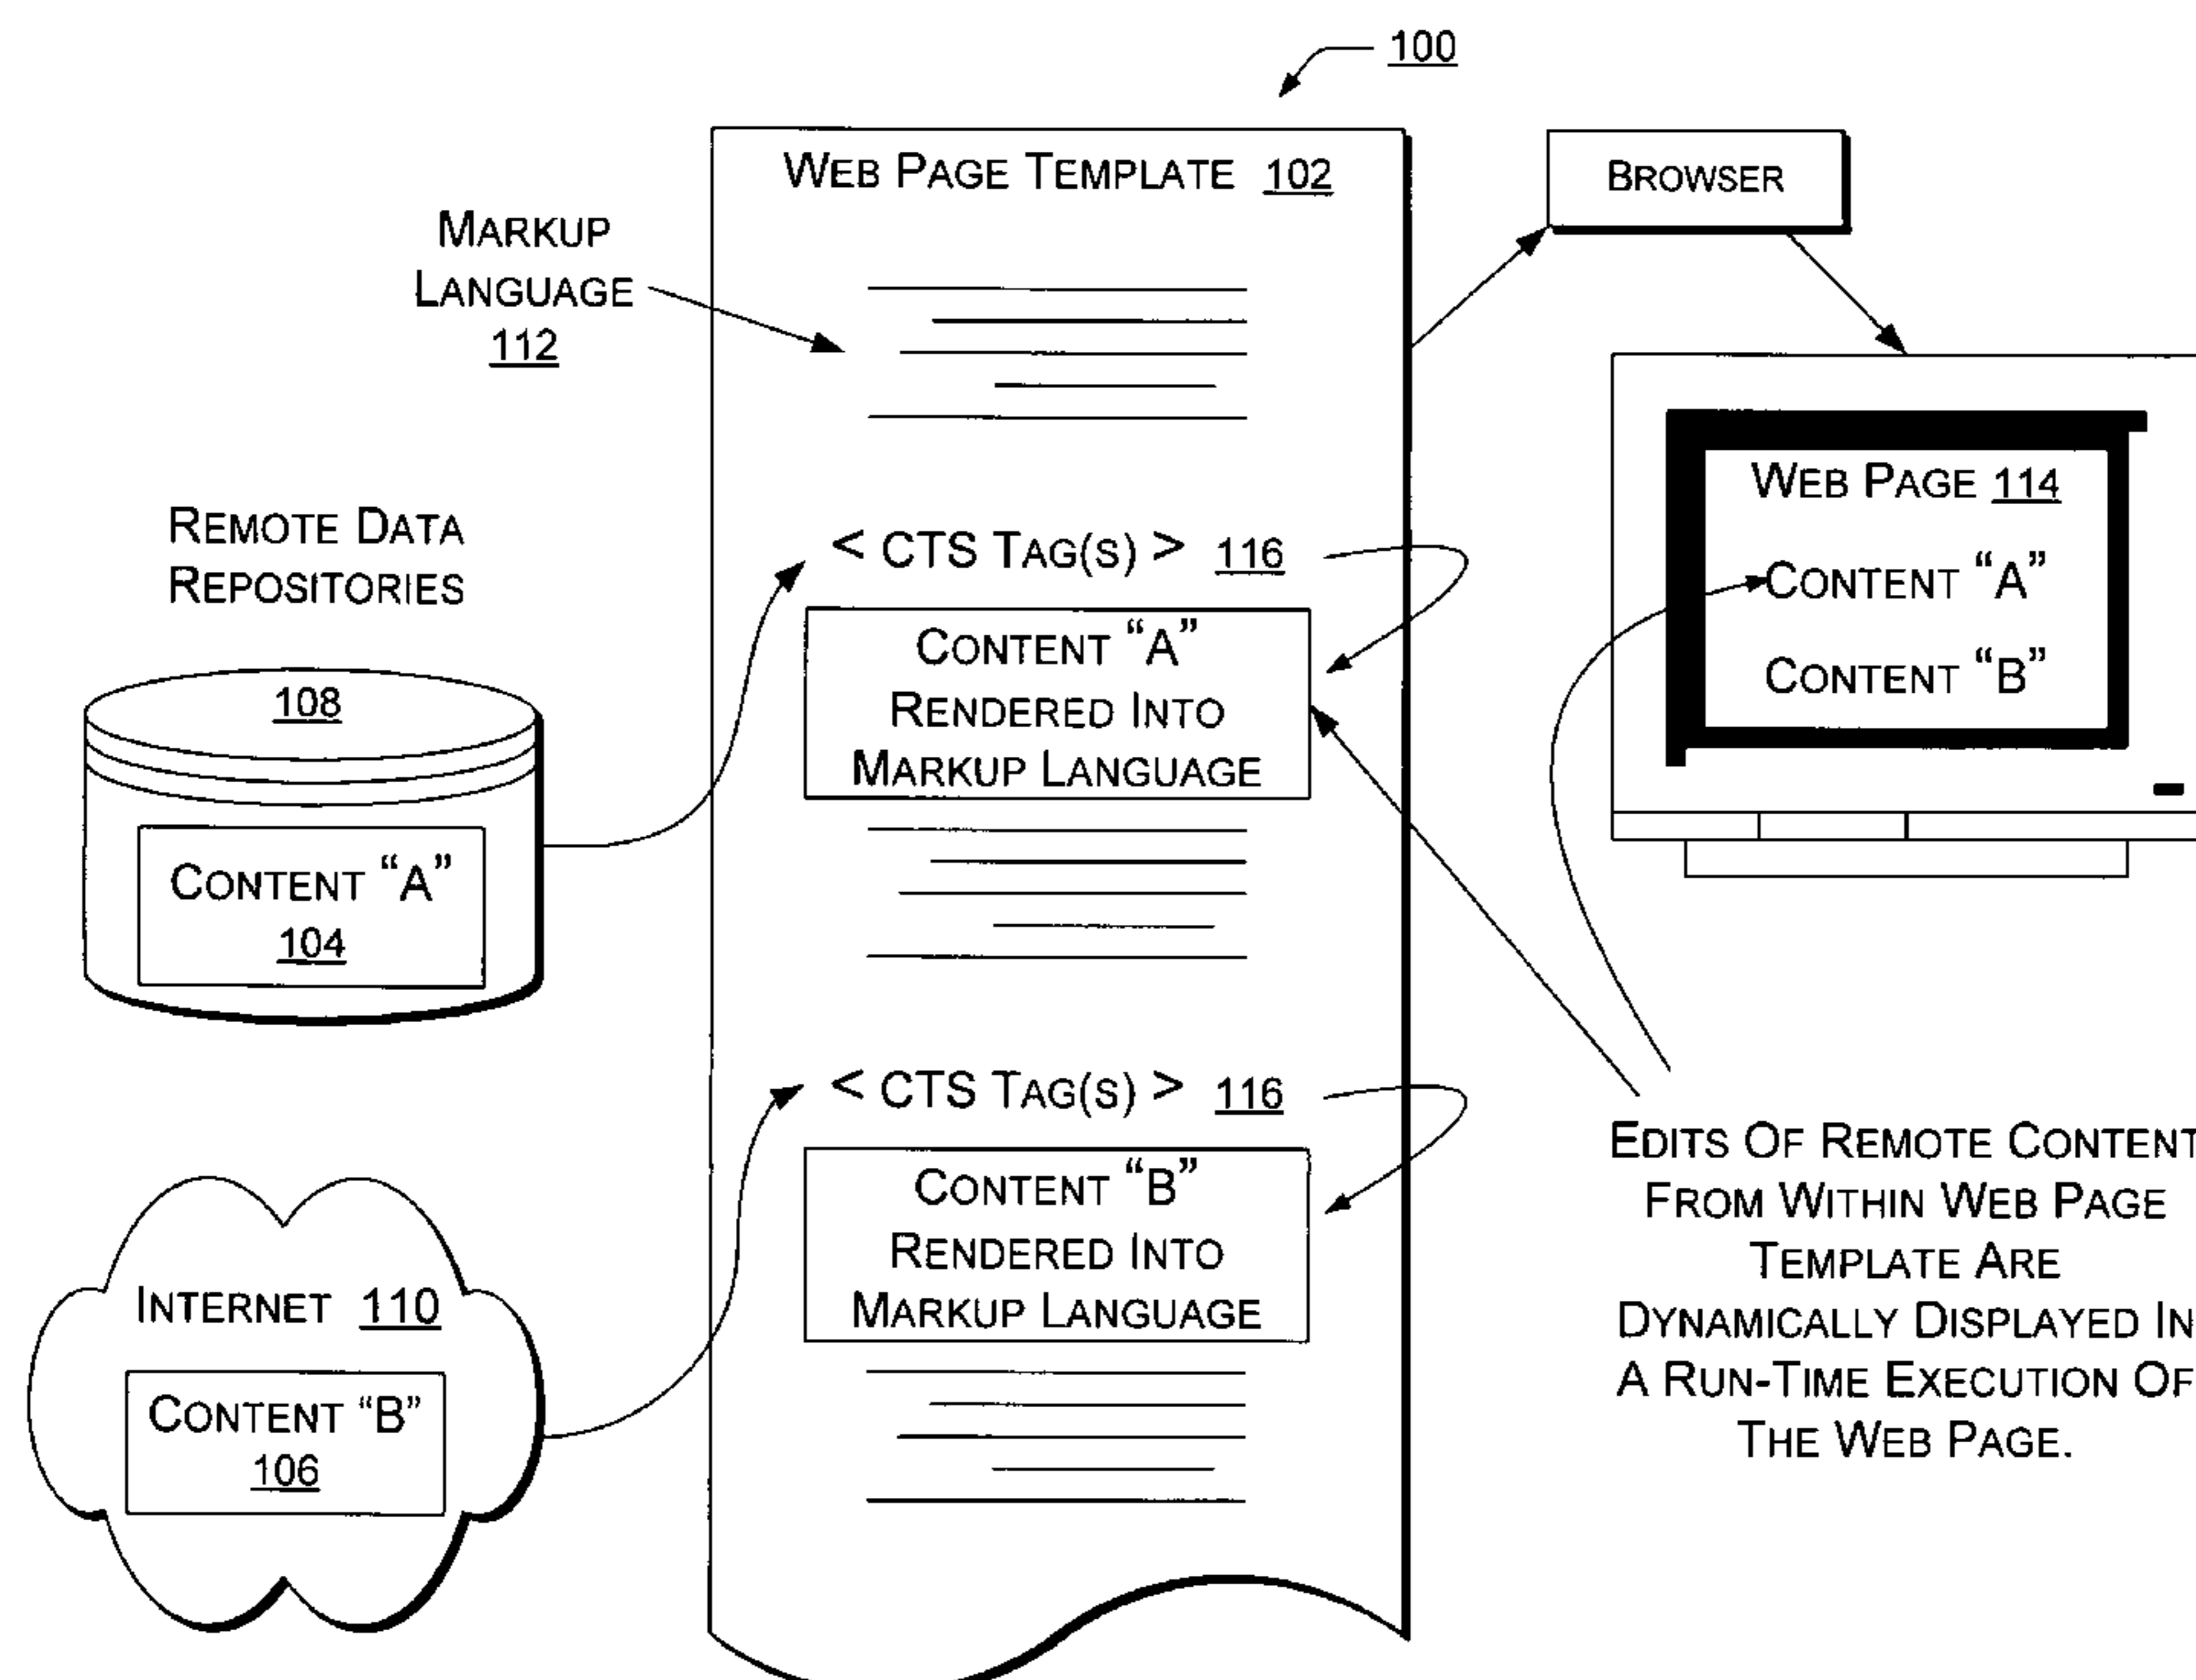 100
WEB PAGE TEMPLATE 102
BROWSER
MARKUP
LANGUAGE
112
WEB PAGE 114
CONTENT “A”
CONTENT “B”
REMOTE DATA
REPOSITORIES
< CTS TAG(S) > 116
CONTENT “A”
RENDERED INTO
MARKUP LANGUAGE
108
CONTENT “A”
104
< CTS TAG(S) > 116
CONTENT “B”
RENDERED INTO
MARKUP LANGUAGE
INTERNET 110
CONTENT “B”
106
EDITS OF REMOTE CONTENT
FROM WITHIN WEB PAGE
TEMPLATE ARE
DYNAMICALLY DISPLAYED IN
A RUN-TIME EXECUTION OF
THE WEB PAGE.